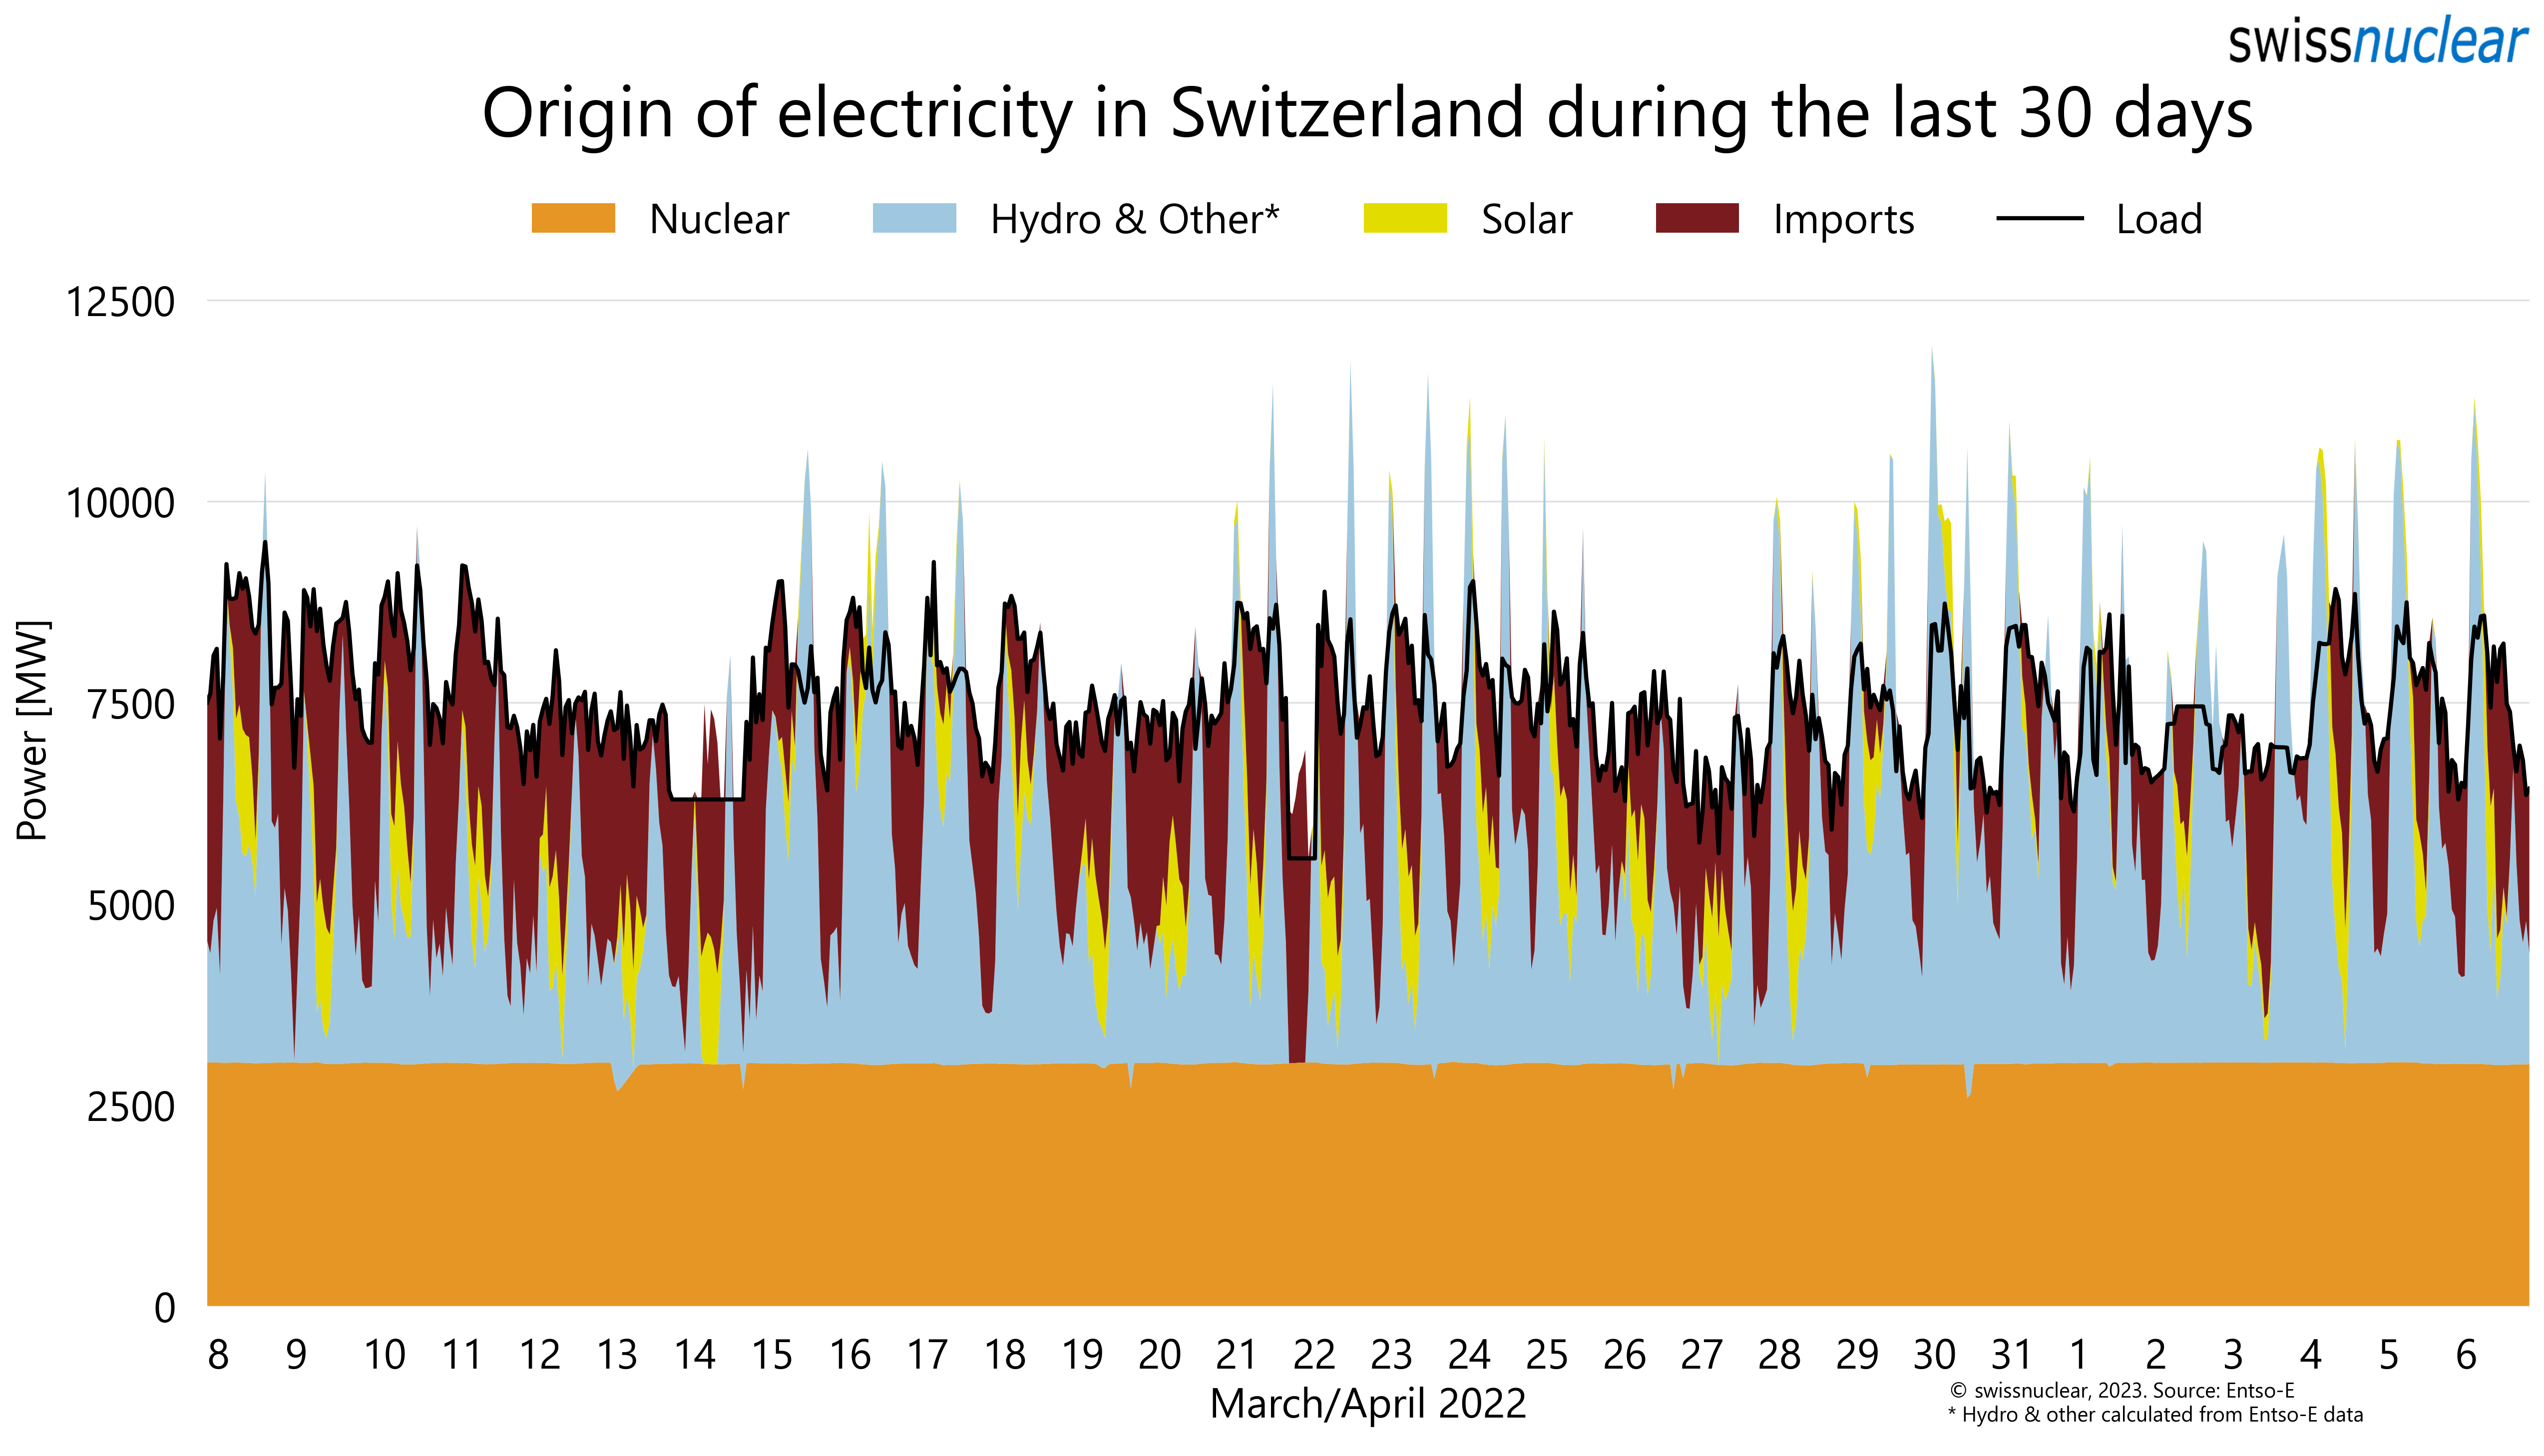 swissnuclear
Origin of electricity in Switzerland during the last 30 days
Nuclear Hydro & Other* Solar Imports Load
12500
10000
7500
5000
2500
0
Power [MW]
8 9 10 11 12 13 14 15 16 17 18 19 20 21 22 23 24 25 26 27 28 29 30 31 1 2 3 4 5 6
March/April 2022
© swissnuclear, 2023. Source: Entso-E
* Hydro & other calculated from Entso-E data